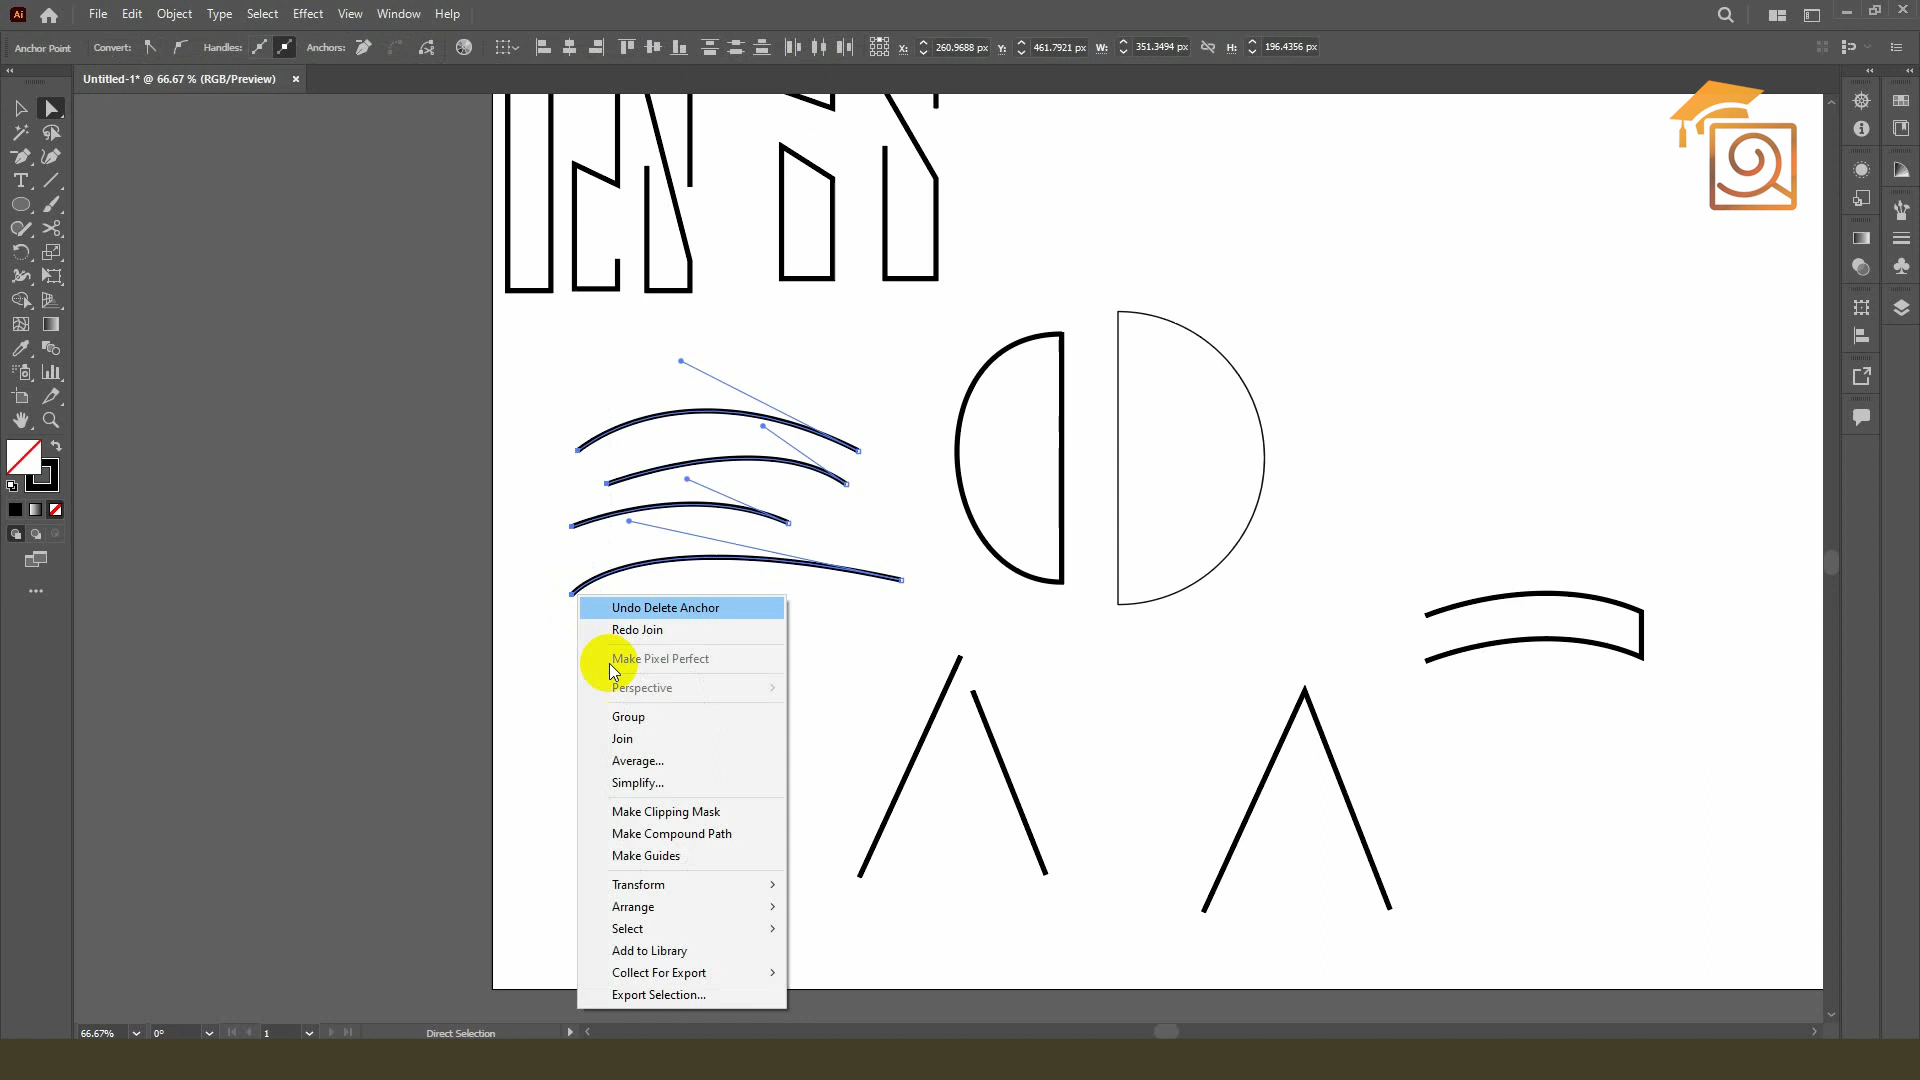 Ai File Edit Object Type Select Effect View Window Help
Anchor Point Convert: Handles: Anchors: X: 260.9688 px Y: 461.7921 px W: 351.3494 px H: 196.4356 px
Untitled-1* @ 66.67 % (RGB/Preview) ×
Undo Delete Anchor
Redo Join
Make Pixel Perfect
Perspective
Group
Join
Average...
Simplify...
Make Clipping Mask
Make Compound Path
Make Guides
Transform
Arrange
Select
Add to Library
Collect For Export
Export Selection...
66.67% 0° 1 Direct Selection